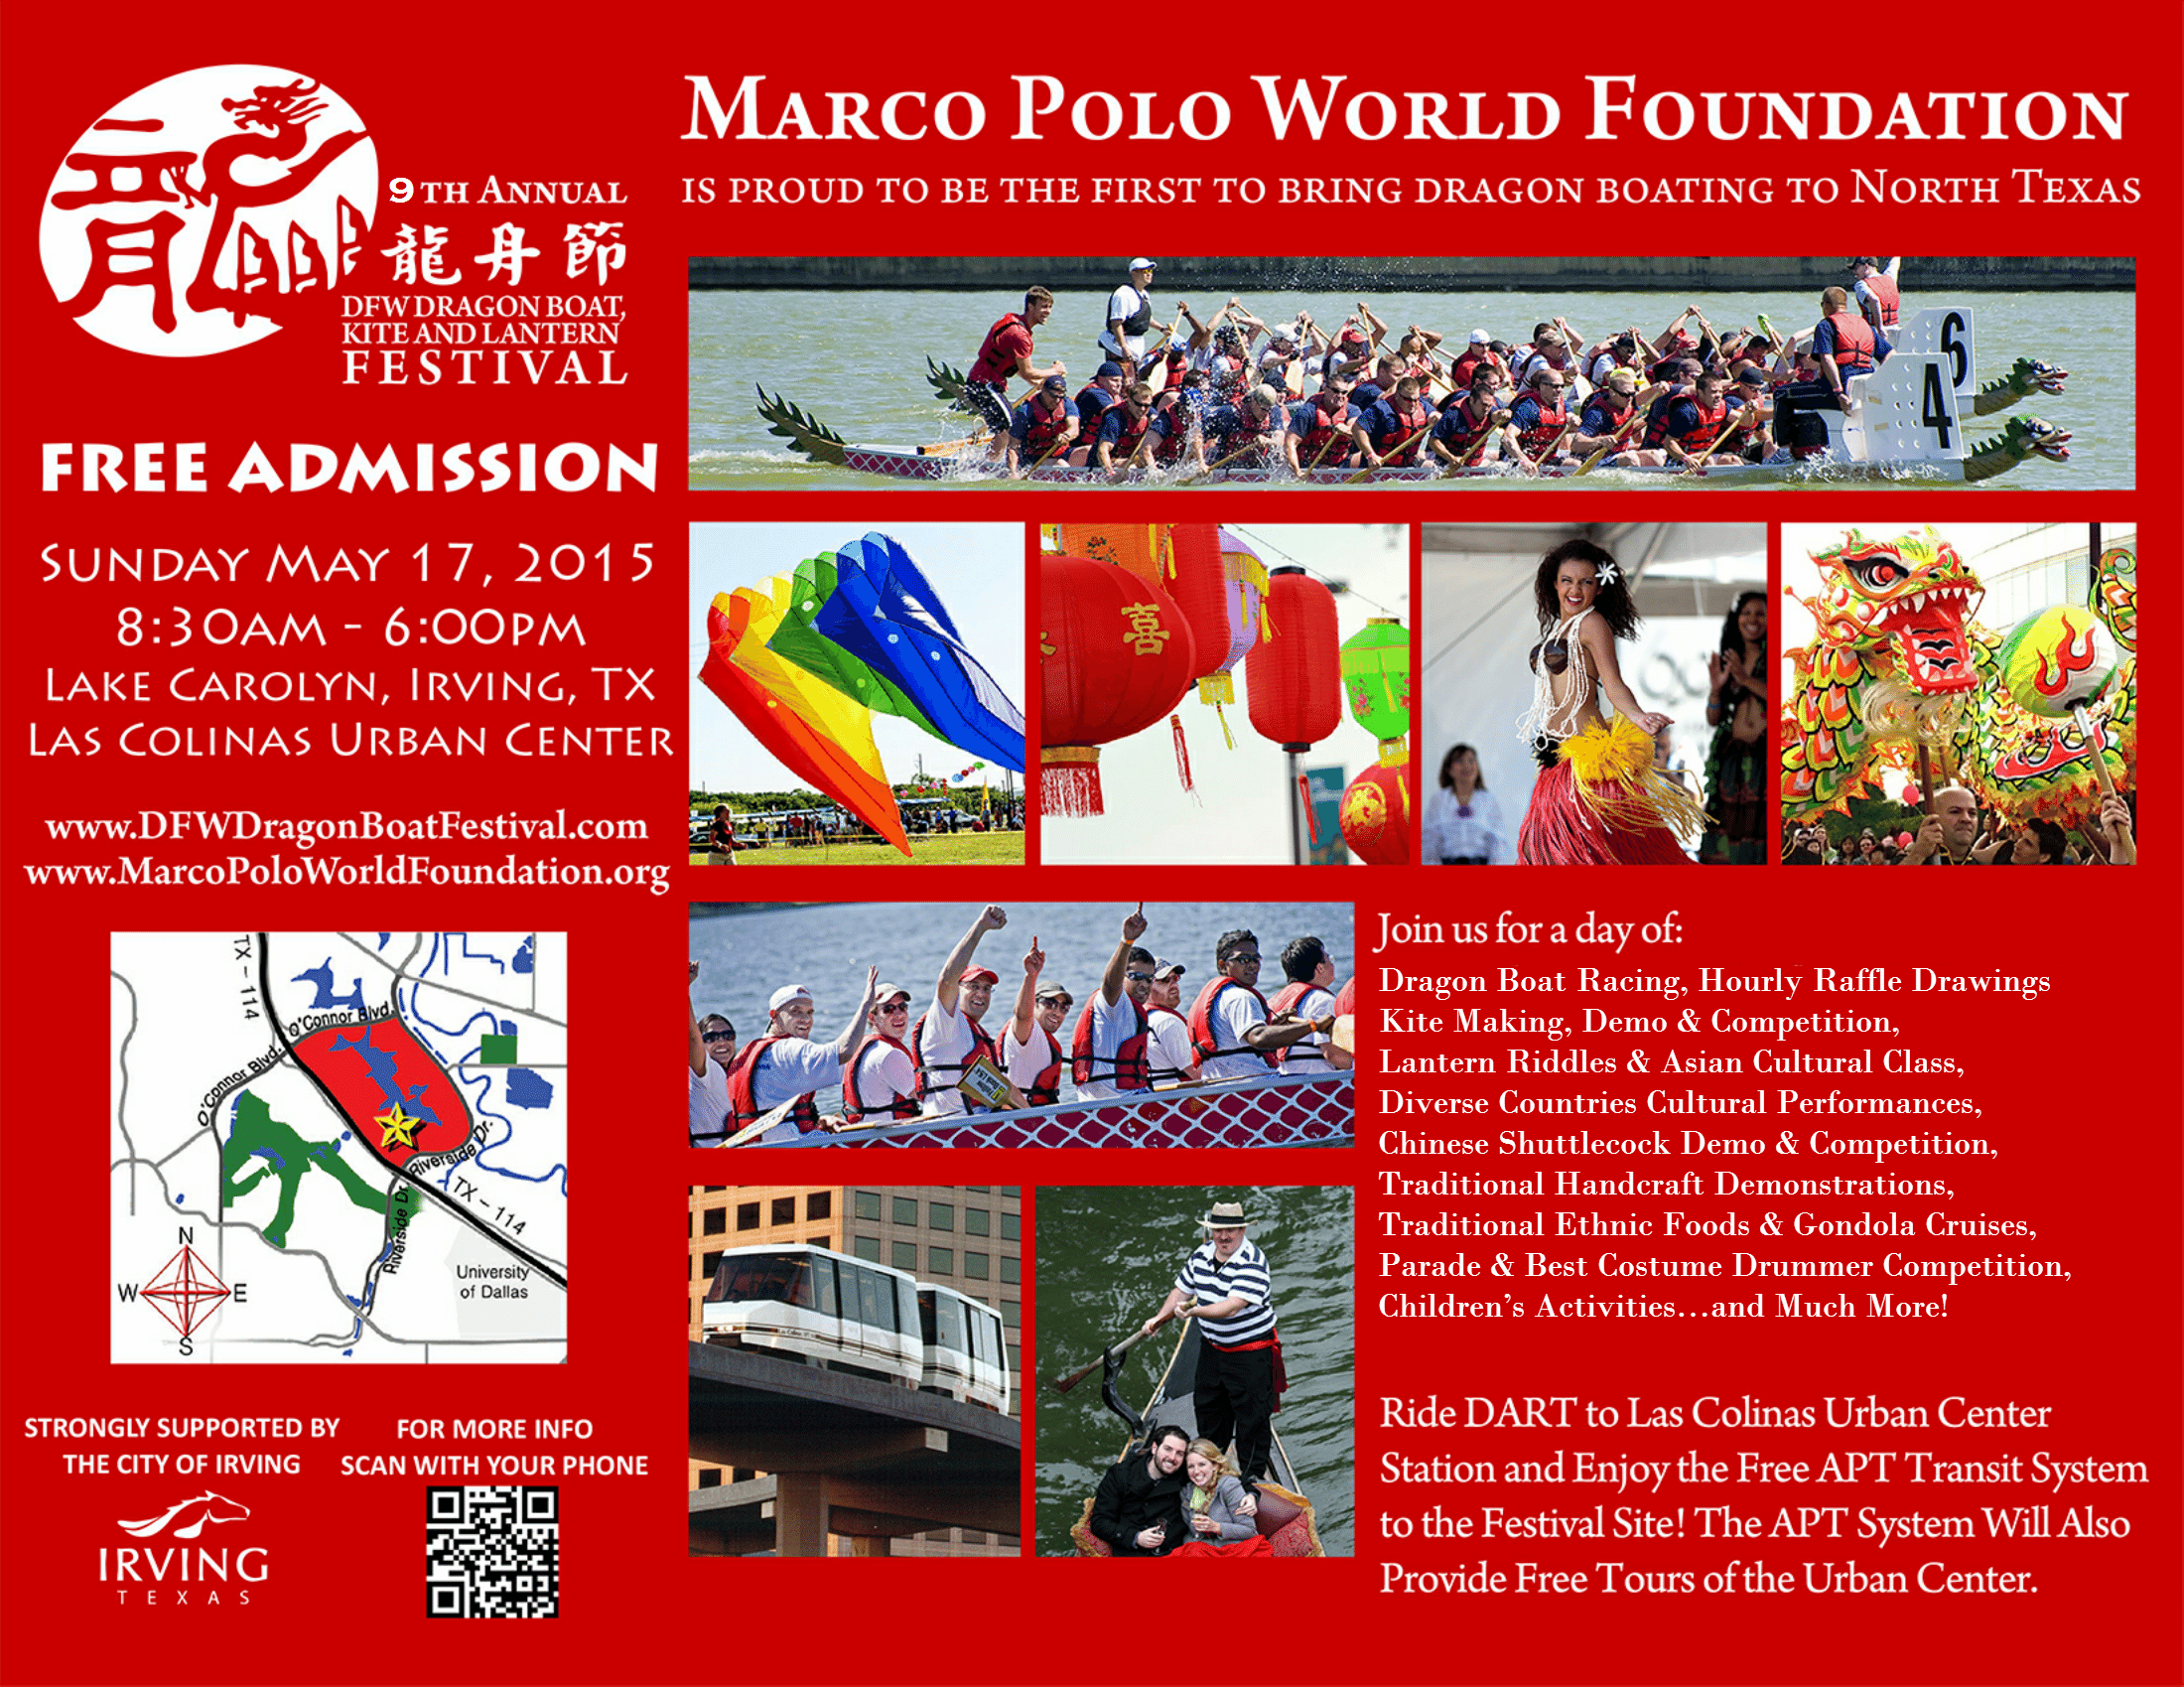 MARCO POLO WORLD FOUNDATION
IS PROUD TO BE THE FIRST TO BRING DRAGON BOATING TO NORTH TEXAS
9TH ANNUAL
龍舟節
DFW DRAGON BOAT,
KITE AND LANTERN
FESTIVAL
FREE ADMISSION
SUNDAY MAY 17, 2015
8:30AM - 6:00PM
LAKE CAROLYN, IRVING, TX
LAS COLINAS URBAN CENTER
www.DFWDragonBoatFestival.com
www.MarcoPoloWorldFoundation.org
6
4
喜
TX - 114
O'Connor Blvd.
O'Connor Blvd.
Riverside Dr.
TX - 114
Riverside Dr.
University
of Dallas
N
W E
S
STRONGLY SUPPORTED BY
THE CITY OF IRVING
IRVING
TEXAS
FOR MORE INFO
SCAN WITH YOUR PHONE
Join us for a day of:
Dragon Boat Racing, Hourly Raffle Drawings
Kite Making, Demo & Competition,
Lantern Riddles & Asian Cultural Class,
Diverse Countries Cultural Performances,
Chinese Shuttlecock Demo & Competition,
Traditional Handcraft Demonstrations,
Traditional Ethnic Foods & Gondola Cruises,
Parade & Best Costume Drummer Competition,
Children's Activities...and Much More!
Ride DART to Las Colinas Urban Center
Station and Enjoy the Free APT Transit System
to the Festival Site! The APT System Will Also
Provide Free Tours of the Urban Center.